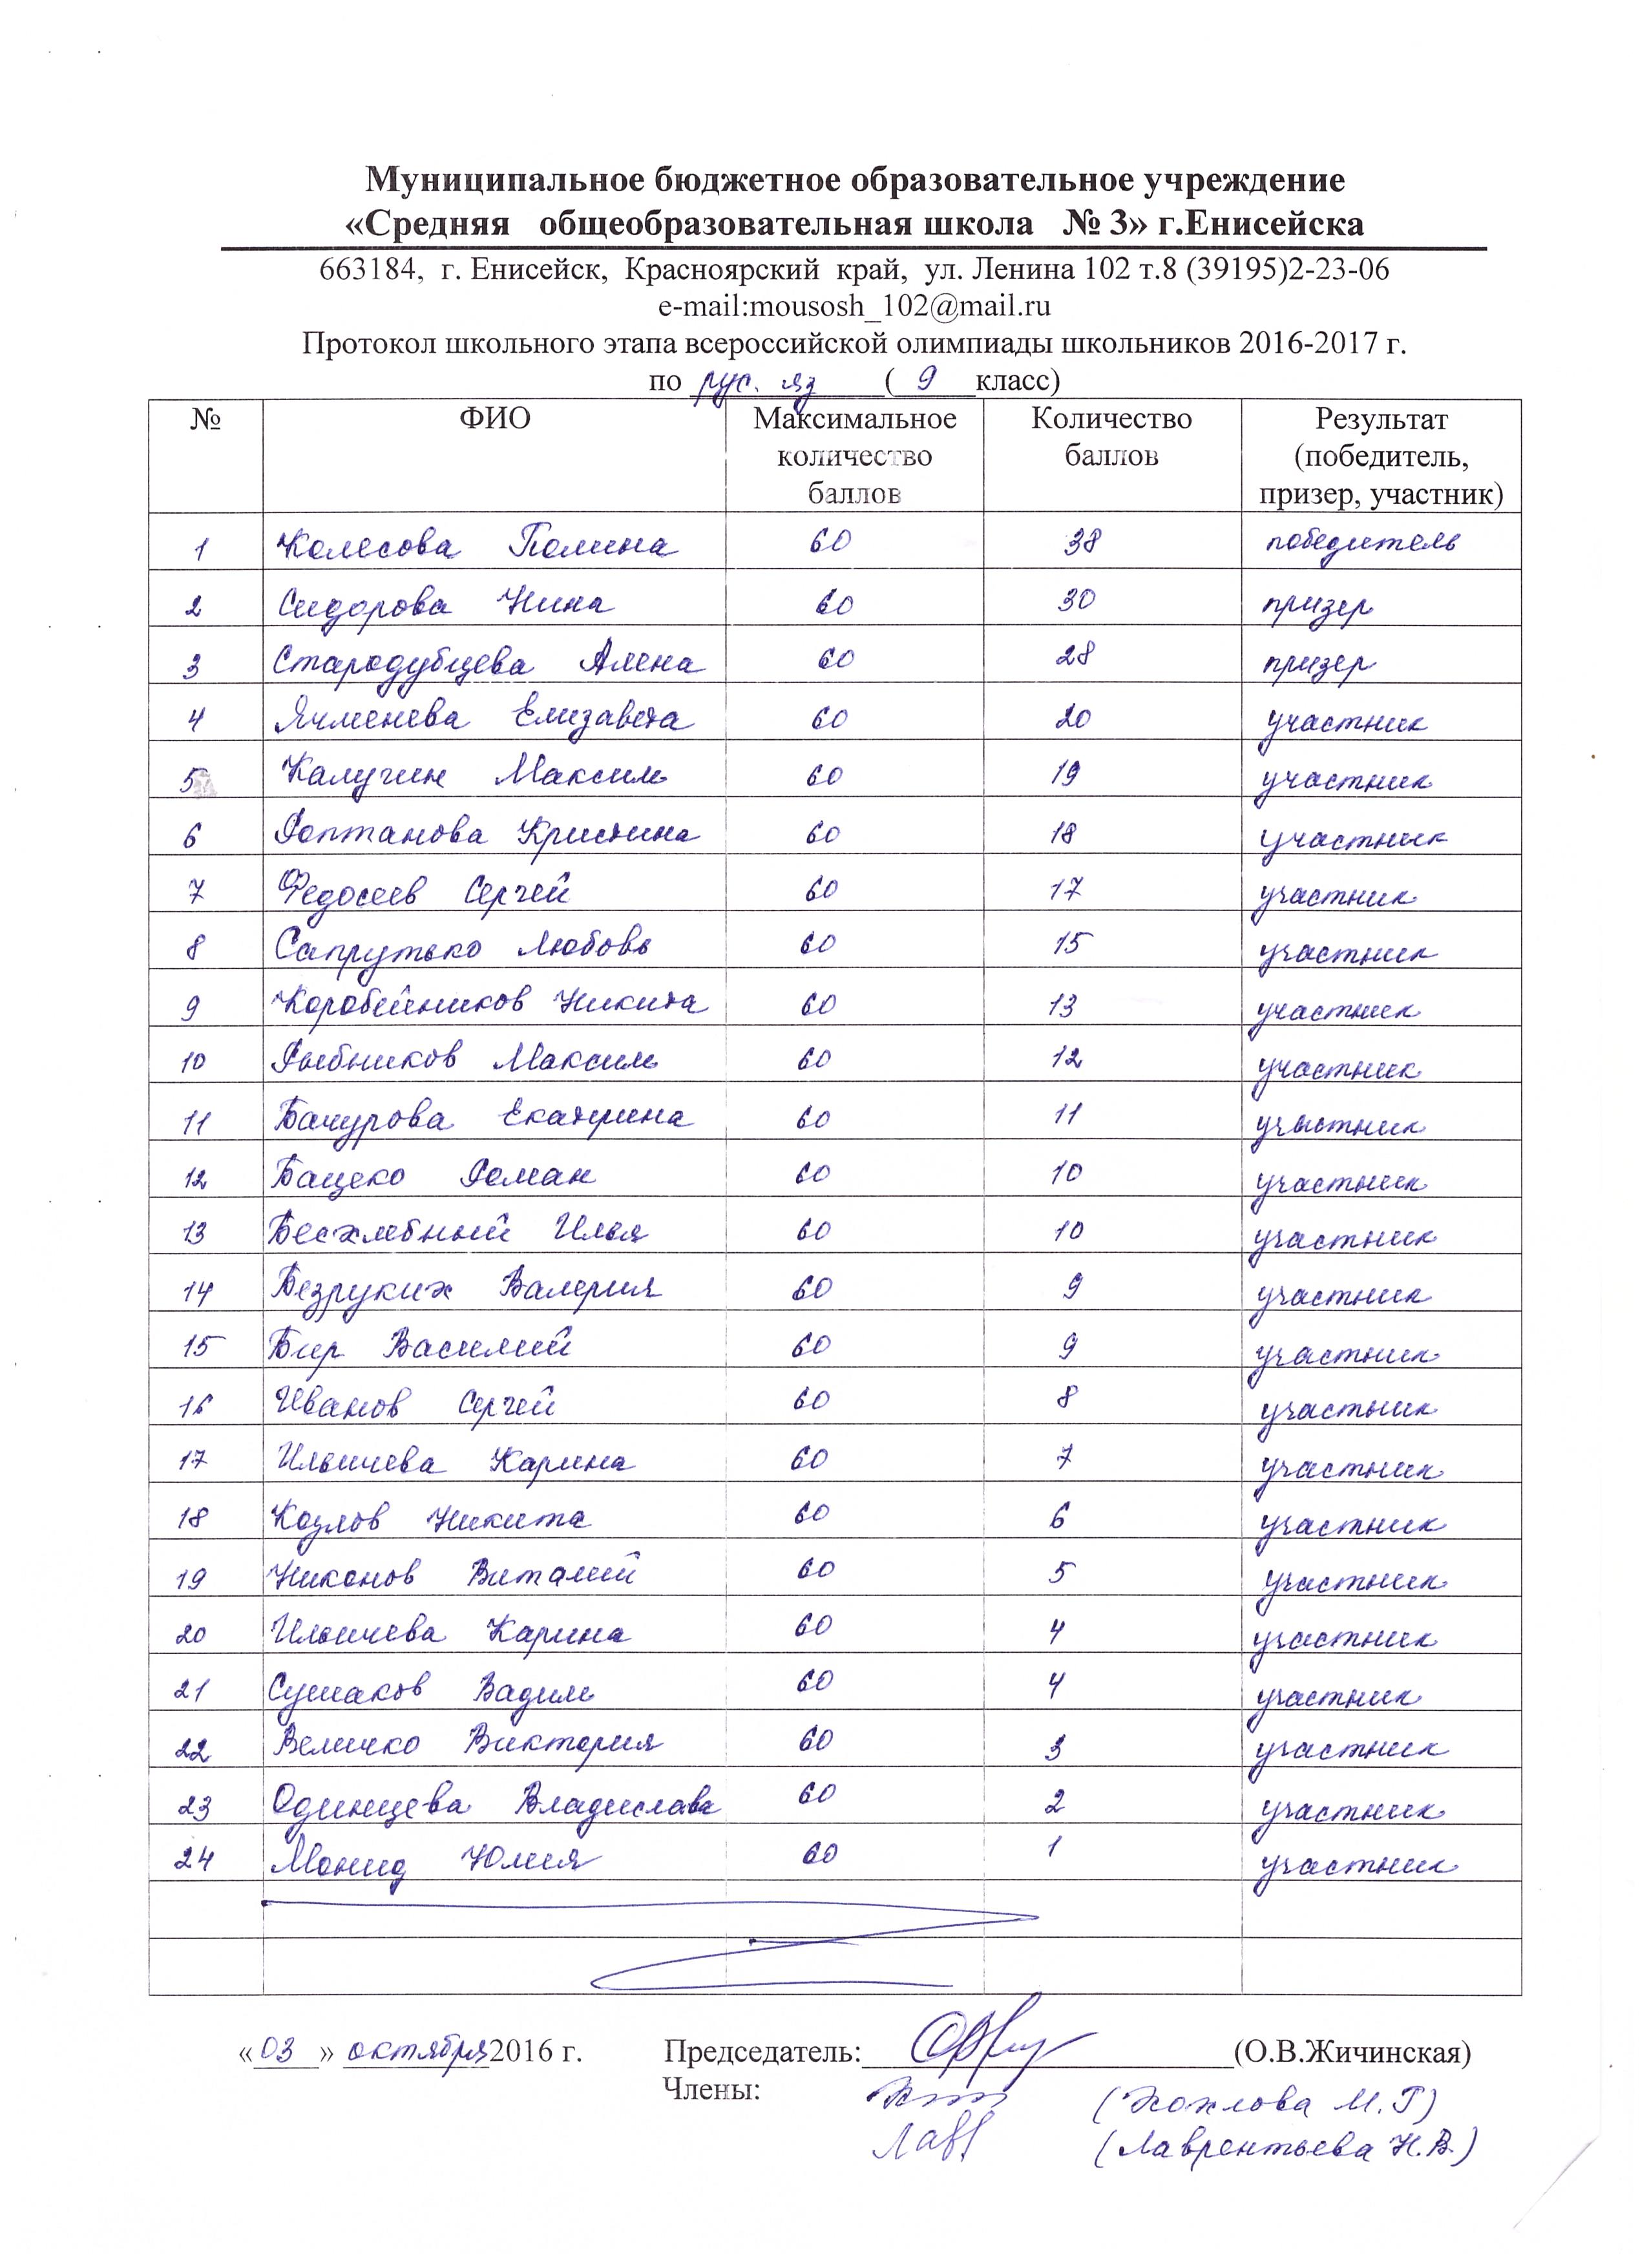 Муниципальное бюджетное образовательное учреждение
«Средняя общеобразовательная школа № 3» г.Енисейска
663184, г. Енисейск, Красноярский край, ул. Ленина 102 т.8 (39195)2-23-06
e-mail:mousosh_102@mail.ru
Протокол школьного этапа всероссийской олимпиады школьников 2016-2017 г.
по рус. яз ( 9 класс)
№ ФИО Максимальное количество баллов Количество баллов Результат (победитель, призер, участник)
1 Колесова Полина 60 38 победитель
2 Сидорова Нина 60 30 призер
3 Стародубцева Алена 60 28 призер
4 Ячменева Елизавета 60 20 участник
5 Калугин Максим 60 19 участник
6 Роптанова Кристина 60 18 участник
7 Федосеев Сергей 60 17 участник
8 Сапрутько Любовь 60 15 участник
9 Коробейников Никита 60 13 участник
10 Рыбников Максим 60 12 участник
11 Бачурова Екатерина 60 11 участник
12 Бацеко Роман 60 10 участник
13 Бесхлебный Илья 60 10 участник
14 Безруких Валерия 60 9 участник
15 Бир Василий 60 9 участник
16 Иванов Сергей 60 8 участник
17 Ильичева Карина 60 7 участник
18 Козлов Никита 60 6 участник
19 Никонов Виталий 60 5 участник
20 Ильичева Карина 60 4 участник
21 Сушаков Вадим 60 4 участник
22 Величко Виктория 60 3 участник
23 Одинцева Владислава 60 2 участник
24 Монид Юлия 60 1 участник
«03» октября 2016 г. Председатель: (О.В.Жичинская)
Члены: (Хохлова М.Г)
(Лаврентьева Н.В.)